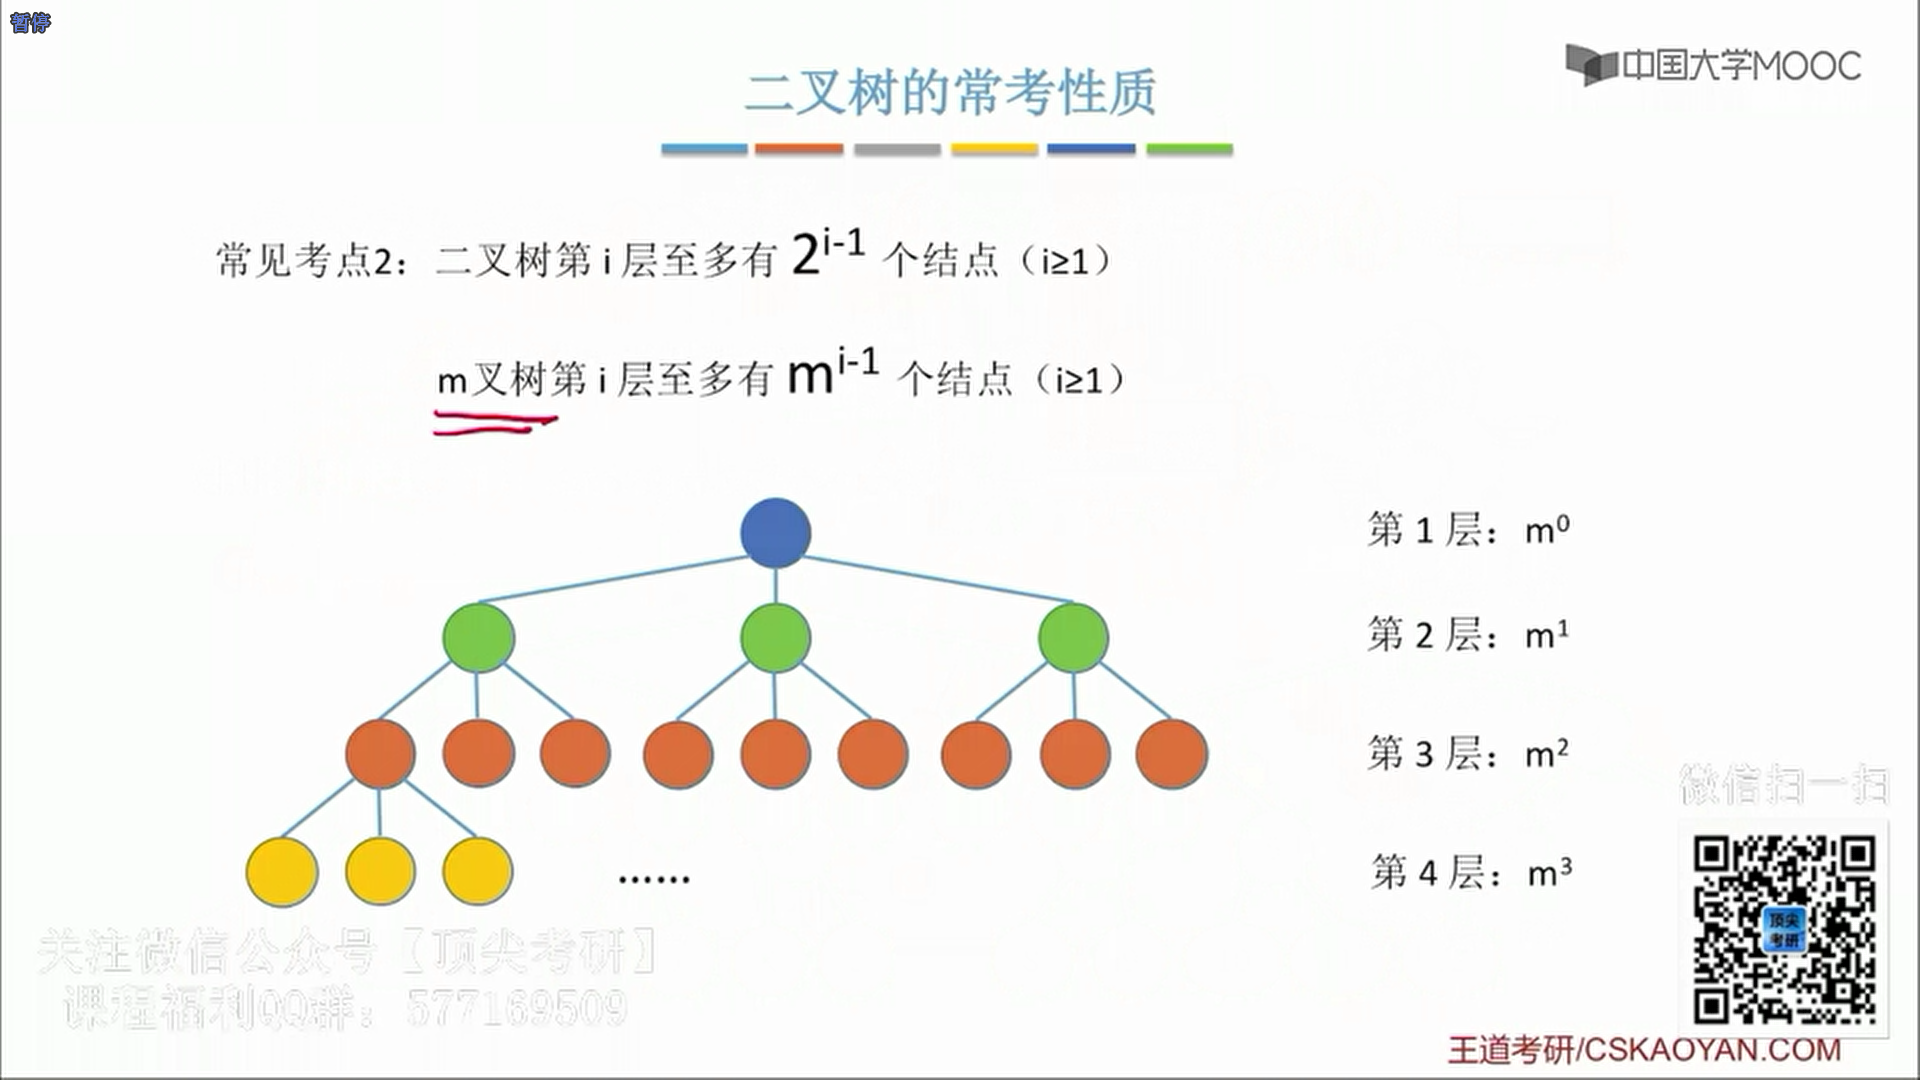 暂停
中国大学MOOC
二叉树的常考性质
常见考点2：二叉树第 i 层至多有 2^{i-1} 个结点（i≥1）
m叉树第 i 层至多有 m^{i-1} 个结点（i≥1）
第 1 层：m⁰
第 2 层：m¹
第 3 层：m²
第 4 层：m³
......
微信扫一扫
顶尖
考研
关注微信公众号【顶尖考研】
课程福利QQ群：577169509
王道考研/CSKAOYAN.COM